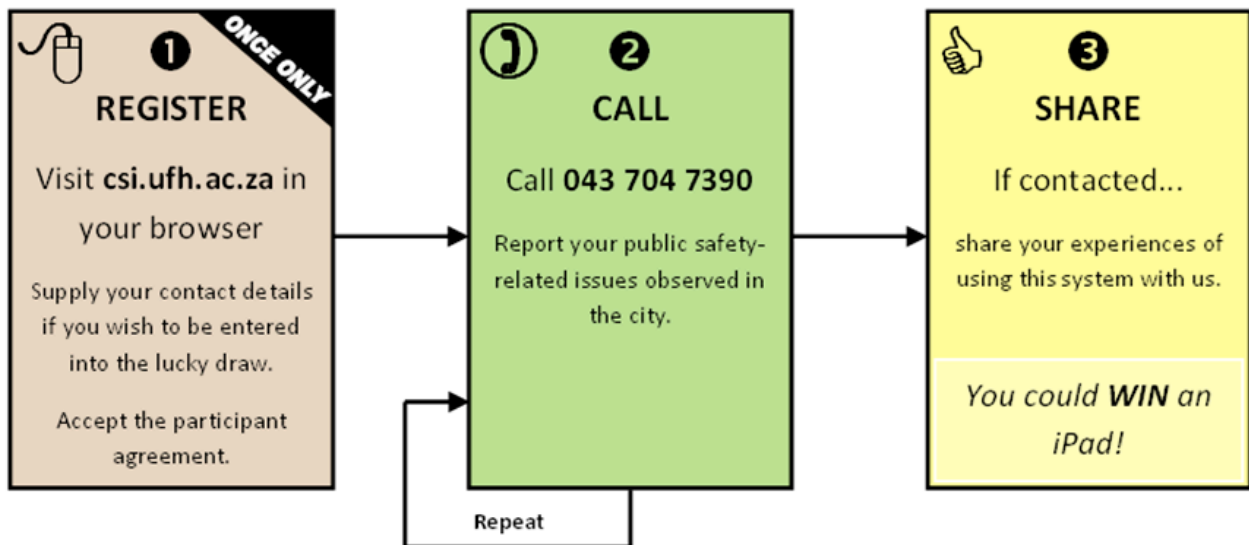 1
ONCE ONLY
REGISTER
Visit csi.ufh.ac.za in
your browser
Supply your contact details
if you wish to be entered
into the lucky draw.
Accept the participant
agreement.
2
CALL
Call 043 704 7390
Report your public safety-
related issues observed in
the city.
Repeat
3
SHARE
If contacted...
share your experiences of
using this system with us.
You could WIN an
iPad!